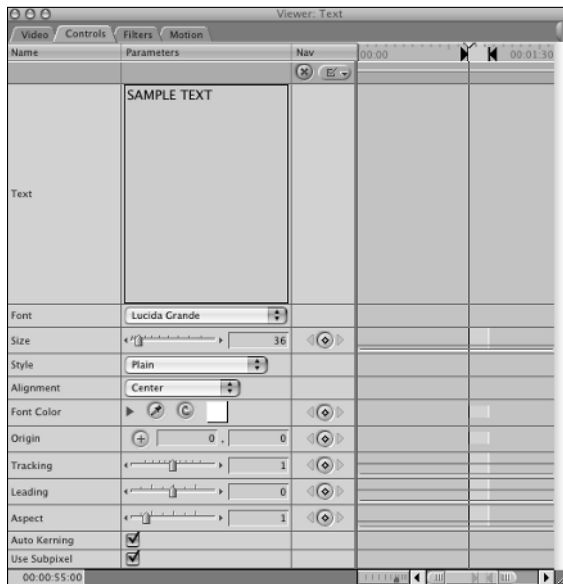 Viewer: Text
Video Controls Filters Motion
Name Parameters Nav 00:00 00:01:30
SAMPLE TEXT
Text
Font Lucida Grande
Size 36
Style Plain
Alignment Center
Font Color
Origin 0 , 0
Tracking 1
Leading 0
Aspect 1
Auto Kerning
Use Subpixel
00:00:55:00